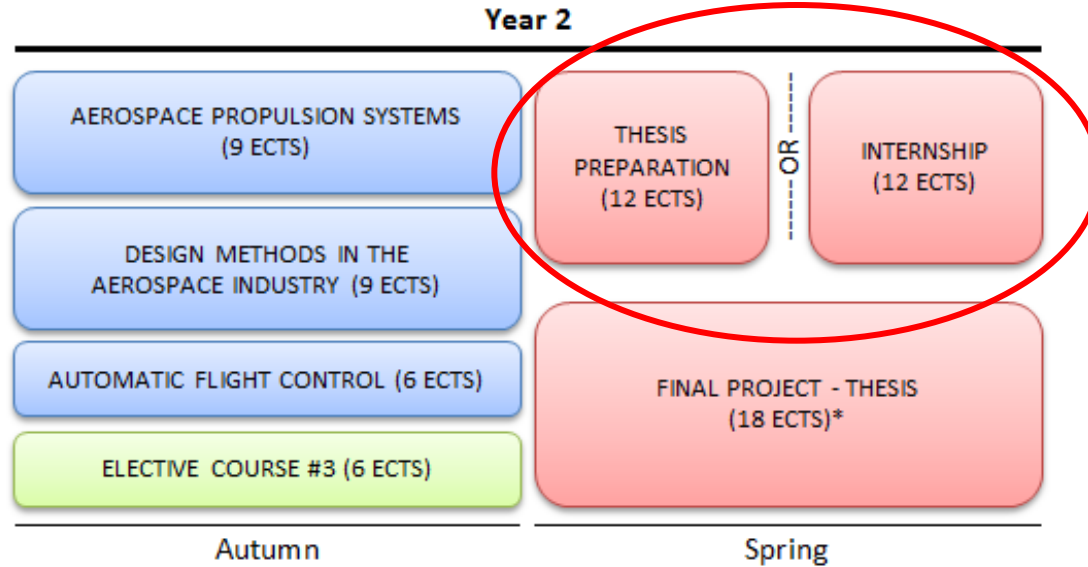 Year 2
AEROSPACE PROPULSION SYSTEMS
(9 ECTS)
DESIGN METHODS IN THE
AEROSPACE INDUSTRY (9 ECTS)
AUTOMATIC FLIGHT CONTROL (6 ECTS)
ELECTIVE COURSE #3 (6 ECTS)
Autumn
THESIS
PREPARATION
(12 ECTS)
OR
INTERNSHIP
(12 ECTS)
FINAL PROJECT - THESIS
(18 ECTS)*
Spring